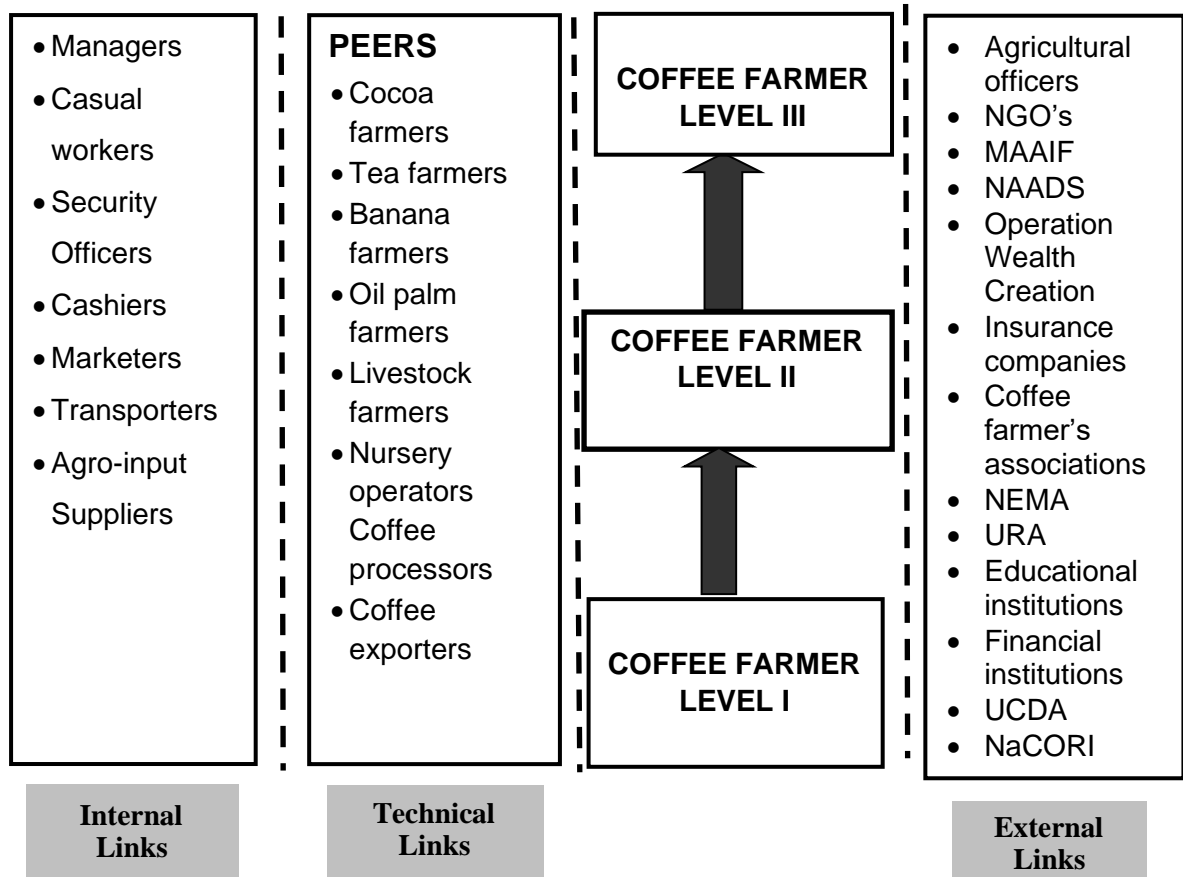 • Managers
• Casual
workers
• Security
Officers
• Cashiers
• Marketers
• Transporters
• Agro-input
Suppliers
Internal
Links
PEERS
• Cocoa
farmers
• Tea farmers
• Banana
farmers
• Oil palm
farmers
• Livestock
farmers
• Nursery
operators
Coffee
processors
• Coffee
exporters
Technical
Links
COFFEE FARMER
LEVEL III
COFFEE FARMER
LEVEL II
COFFEE FARMER
LEVEL I
• Agricultural
officers
• NGO’s
• MAAIF
• NAADS
• Operation
Wealth
Creation
• Insurance
companies
• Coffee
farmer’s
associations
• NEMA
• URA
• Educational
institutions
• Financial
institutions
• UCDA
• NaCORI
External
Links